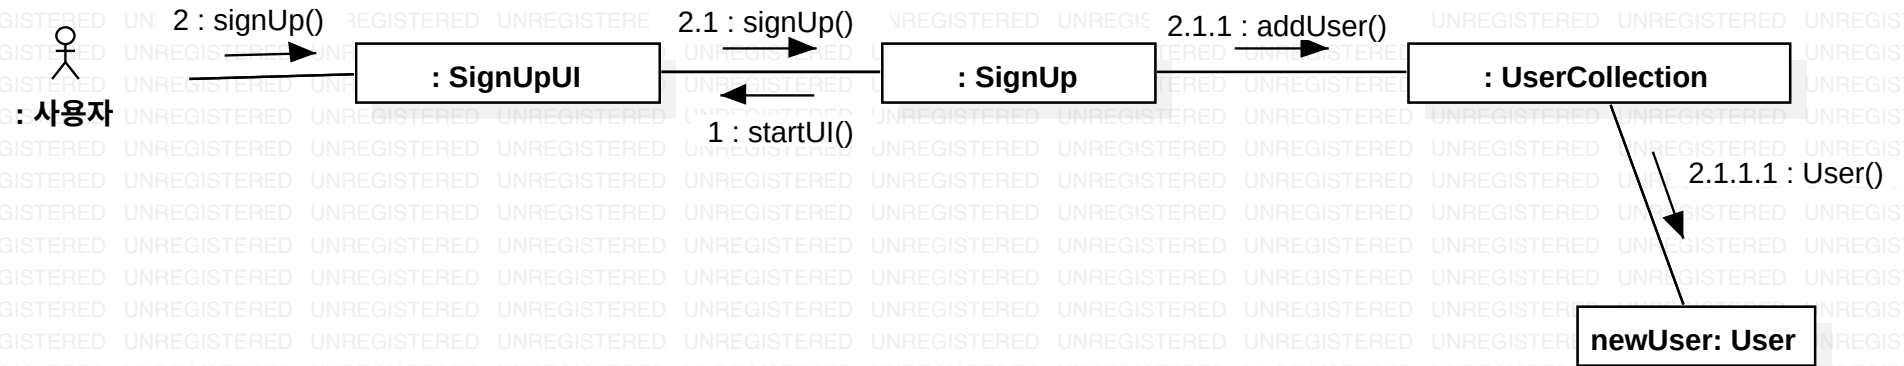 2 : signUp()
2.1 : signUp()
2.1.1 : addUser()
: 사용자
: SignUpUI
: SignUp
: UserCollection
1 : startUI()
2.1.1.1 : User()
newUser: User
UNREGISTERED